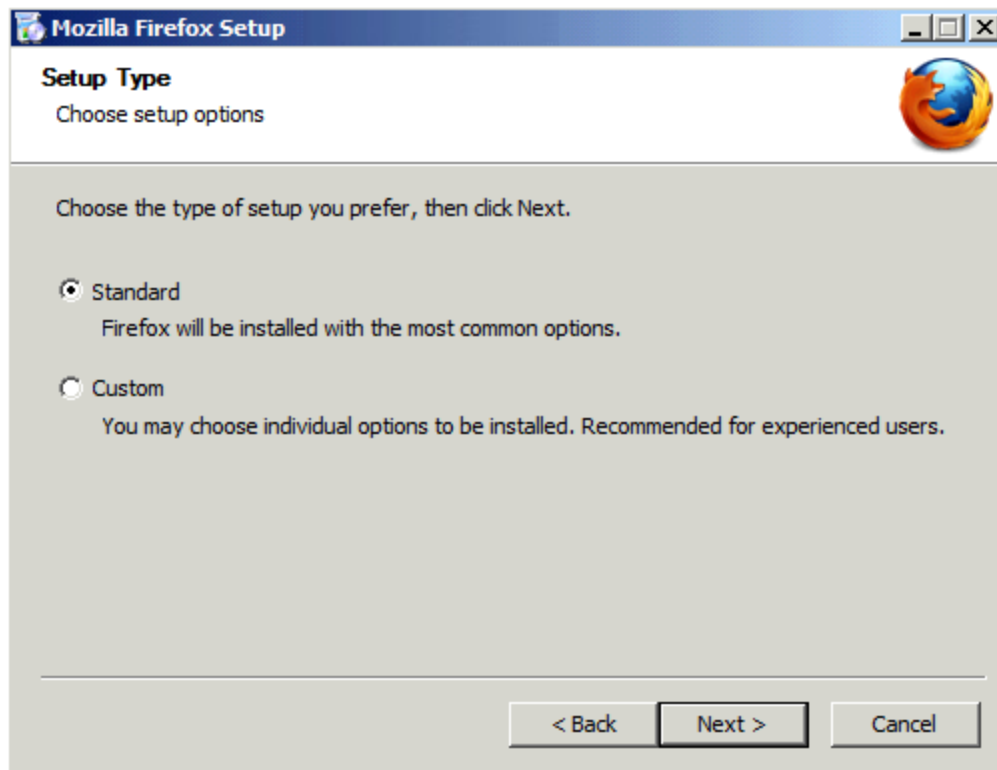 Mozilla Firefox Setup
Setup Type
Choose setup options
Choose the type of setup you prefer, then click Next.
Standard
Firefox will be installed with the most common options.
Custom
You may choose individual options to be installed. Recommended for experienced users.
< Back
Next >
Cancel